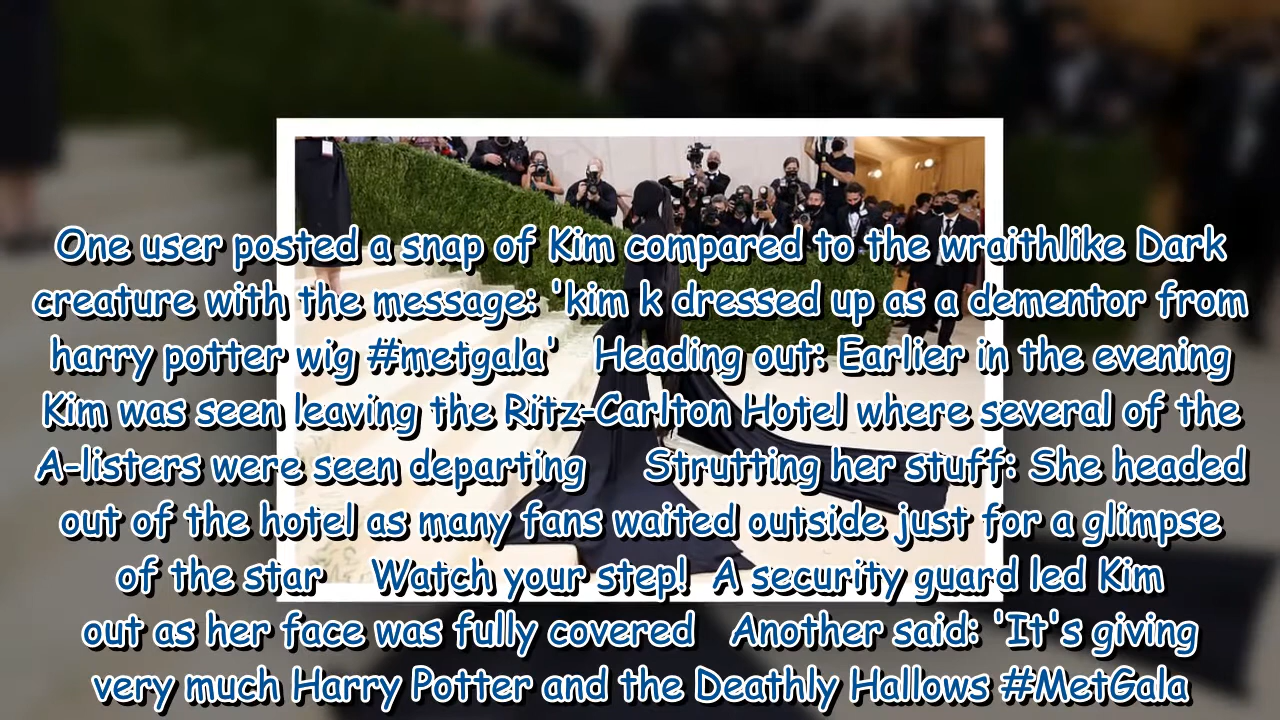 One user posted a snap of Kim compared to the wraithlike Dark
creature with the message: 'kim k dressed up as a dementor from
harry potter wig #metgala' Heading out: Earlier in the evening
Kim was seen leaving the Ritz-Carlton Hotel where several of the
A-listers were seen departing Strutting her stuff: She headed
out of the hotel as many fans waited outside just for a glimpse
of the star Watch your step! A security guard led Kim
out as her face was fully covered Another said: 'It's giving
very much Harry Potter and the Deathly Hallows #MetGala